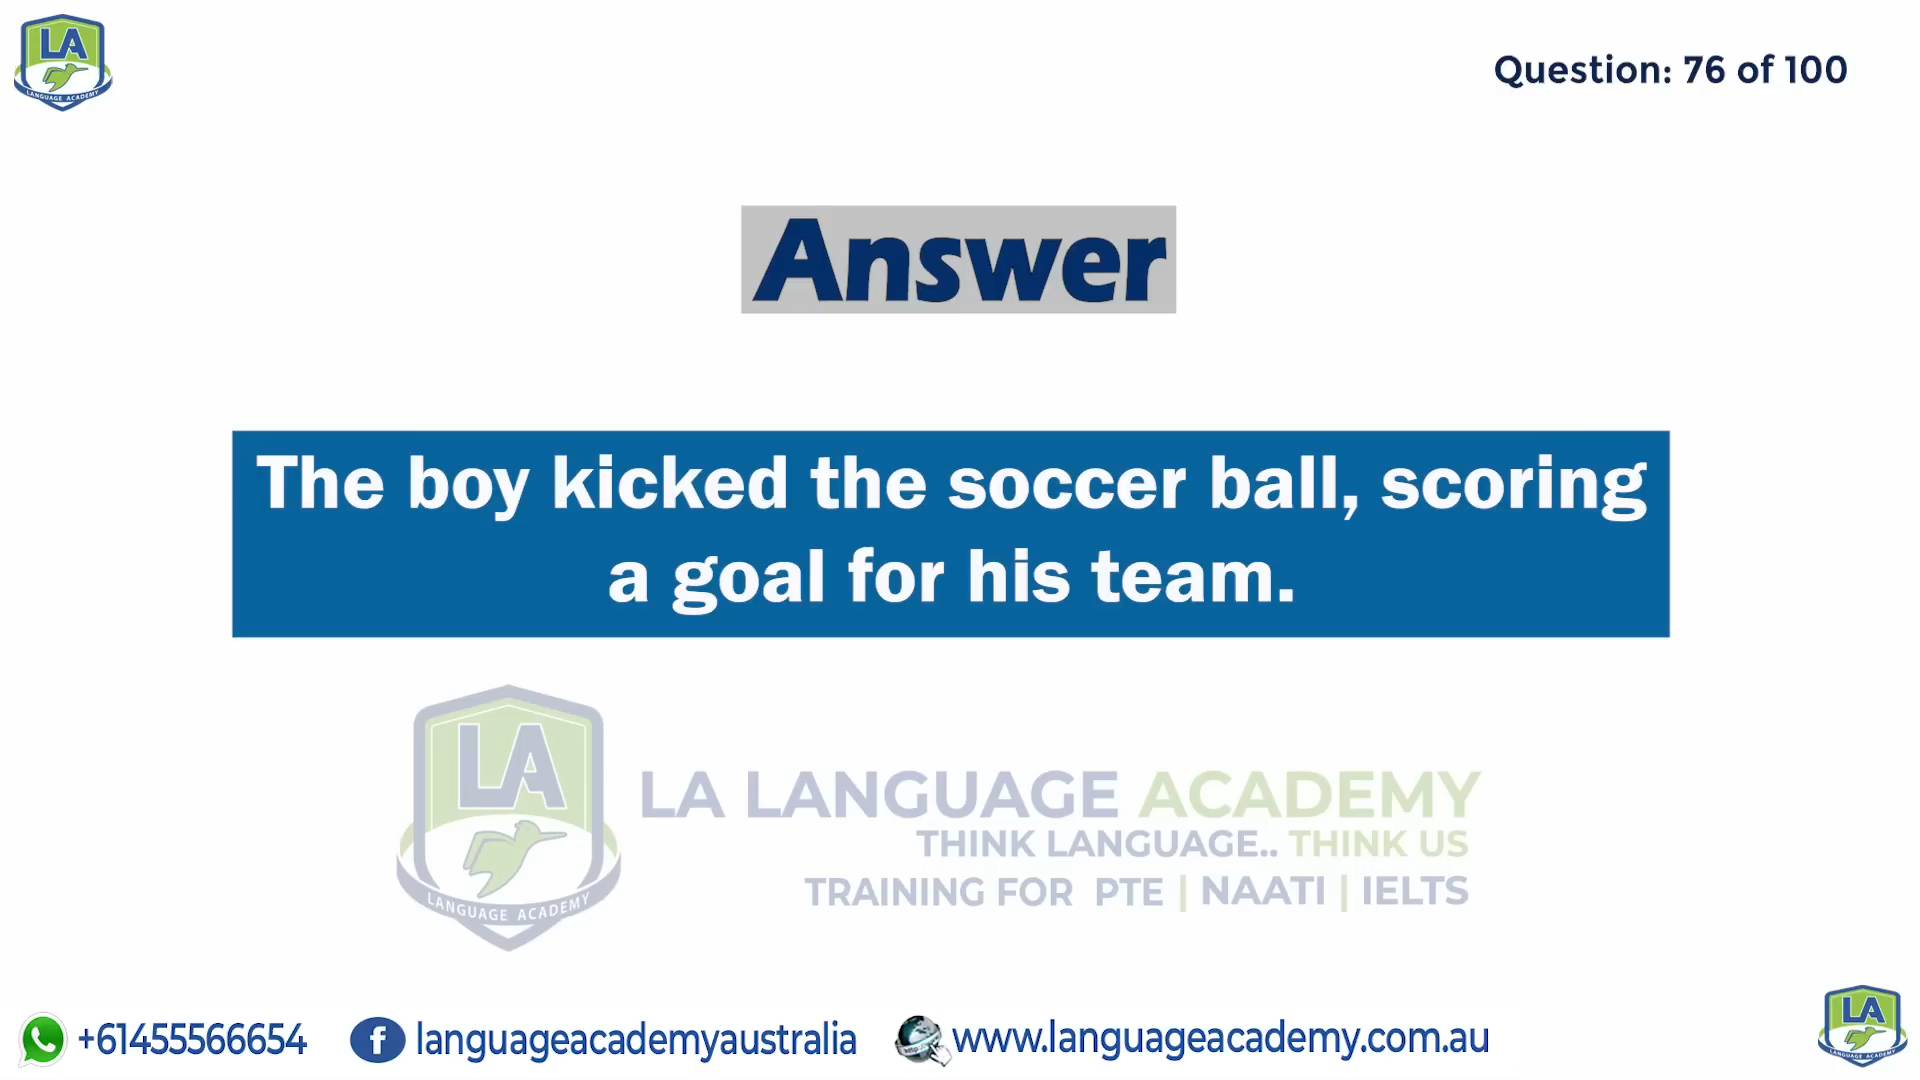 LA
LANGUAGE ACADEMY
Question: 76 of 100
Answer
The boy kicked the soccer ball, scoring
a goal for his team.
LA
LANGUAGE ACADEMY
LA LANGUAGE ACADEMY
THINK LANGUAGE.. THINK US
TRAINING FOR PTE | NAATI | IELTS
+61455566654
languageacademyaustralia
www.languageacademy.com.au
LA
LANGUAGE ACADEMY